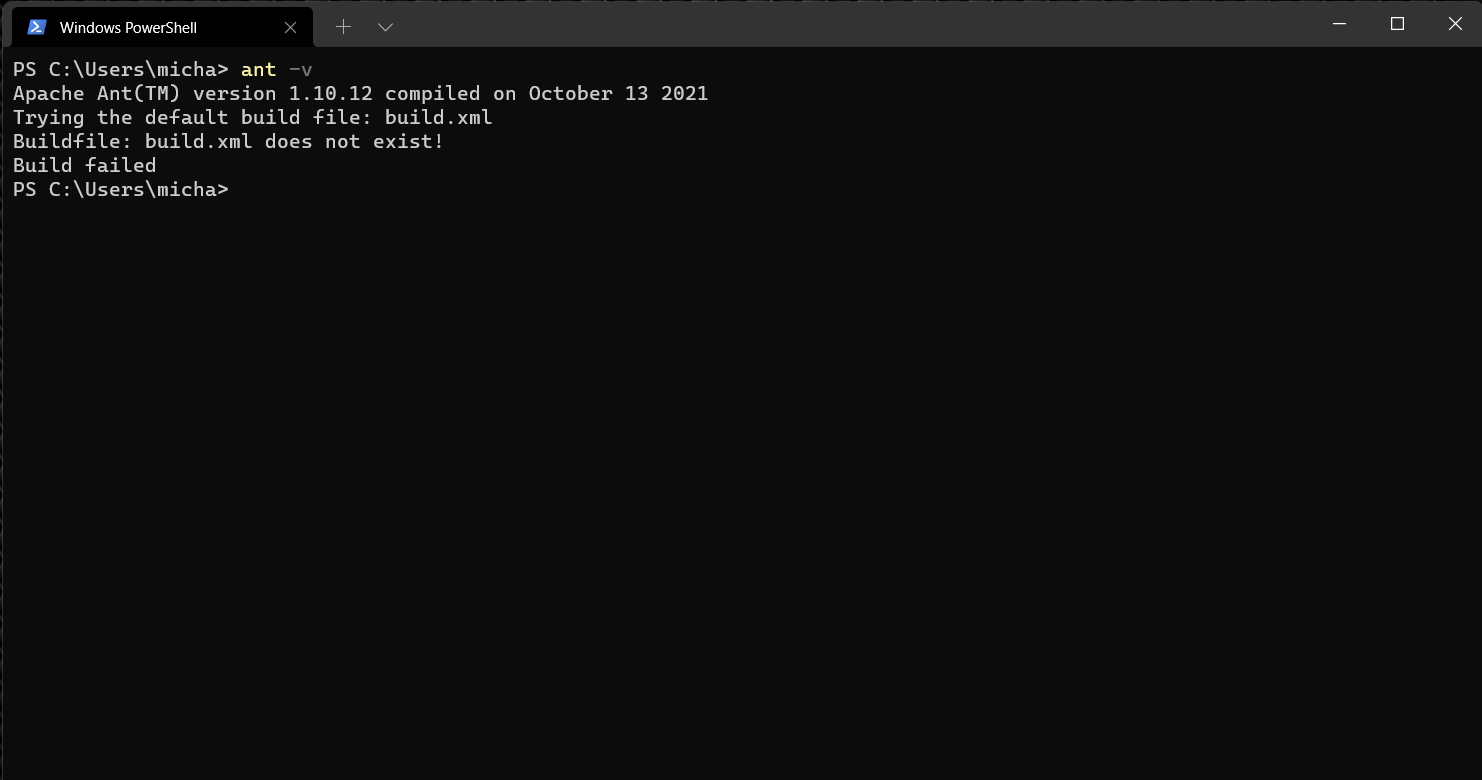 Windows PowerShell
PS C:\Users\micha> ant -v
Apache Ant(TM) version 1.10.12 compiled on October 13 2021
Trying the default build file: build.xml
Buildfile: build.xml does not exist!
Build failed
PS C:\Users\micha>